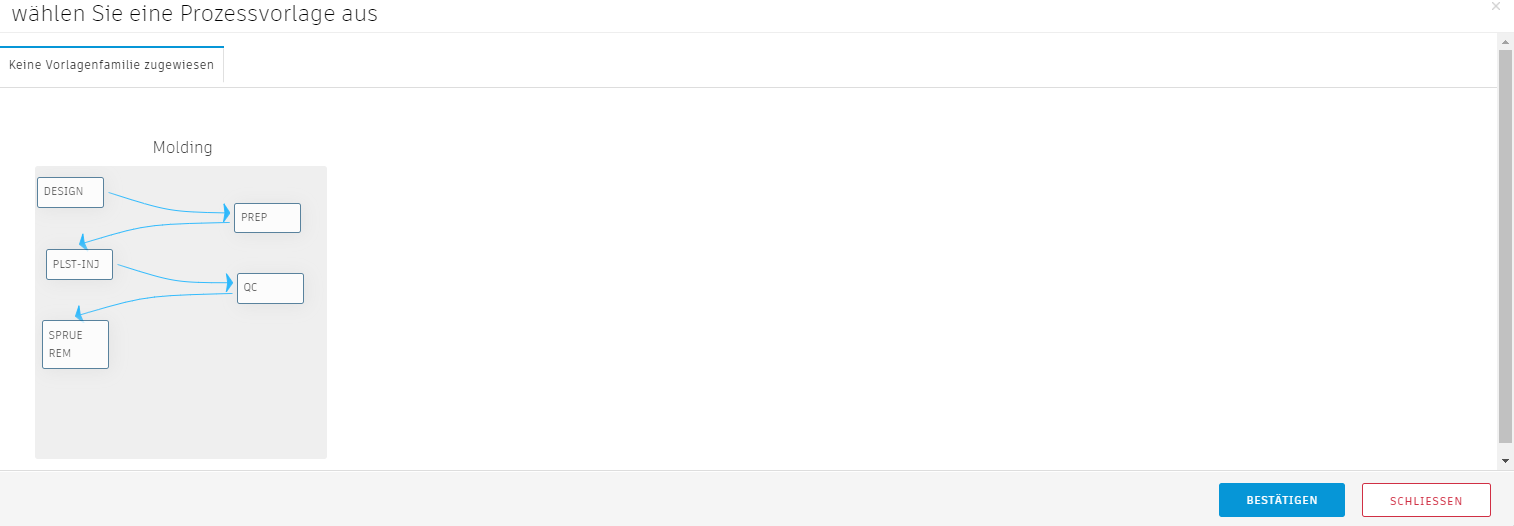 wählen Sie eine Prozessvorlage aus
×
Keine Vorlagenfamilie zugewiesen
Molding
DESIGN
PREP
PLST-INJ
QC
SPRUE
REM
BESTÄTIGEN
SCHLIESSEN